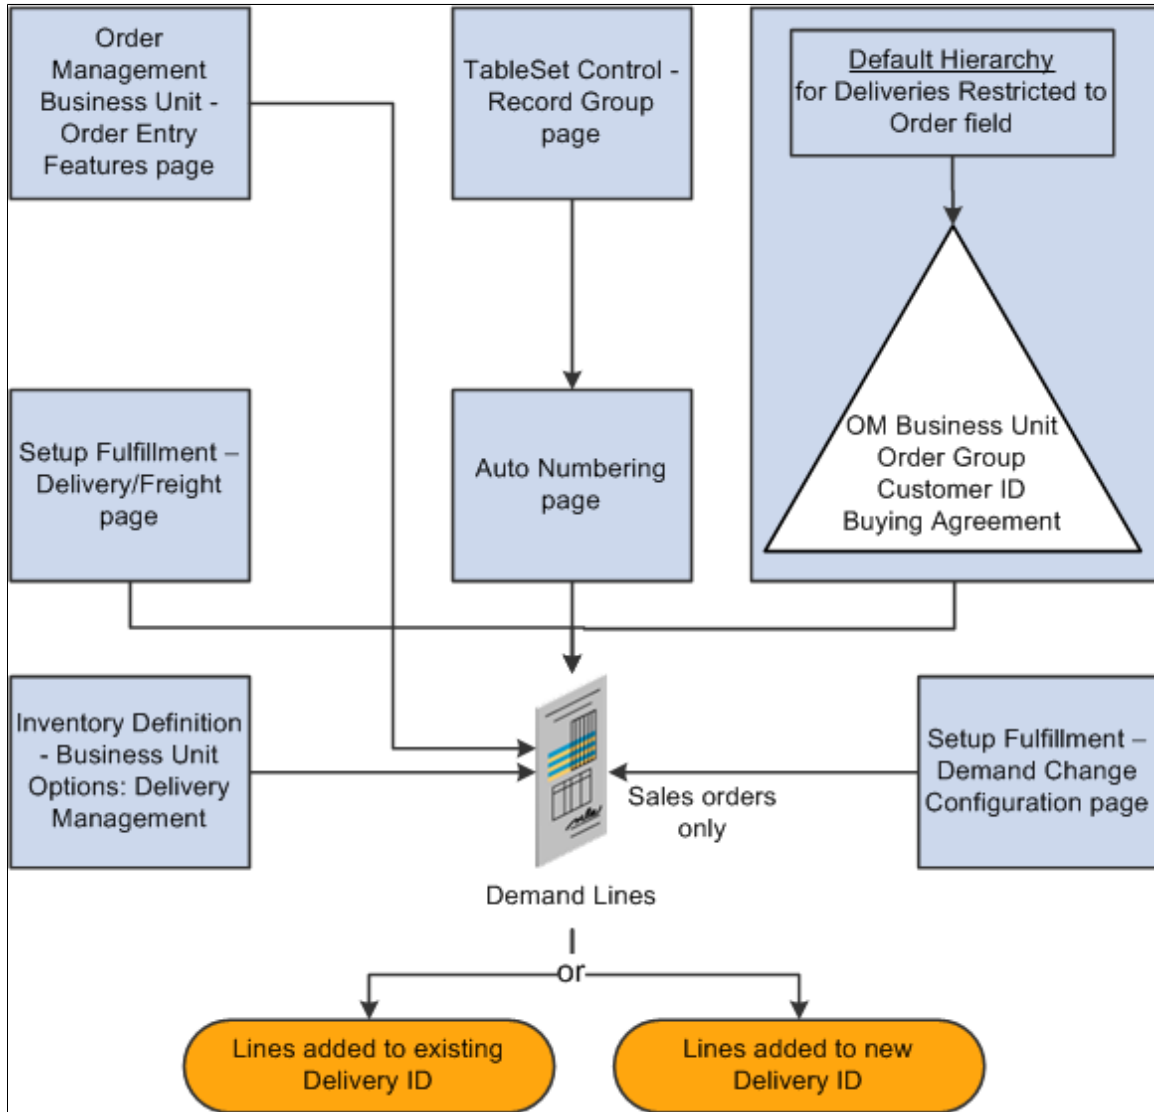 Order
Management
Business Unit -
Order Entry
Features page
TableSet Control -
Record Group
page
Default Hierarchy
for Deliveries Restricted to
Order field
OM Business Unit
Order Group
Customer ID
Buying Agreement
Setup Fulfillment –
Delivery/Freight
page
Auto Numbering
page
Inventory Definition
- Business Unit
Options: Delivery
Management
Sales orders
only
Setup Fulfillment –
Demand Change
Configuration page
Demand Lines
or
Lines added to existing
Delivery ID
Lines added to new
Delivery ID